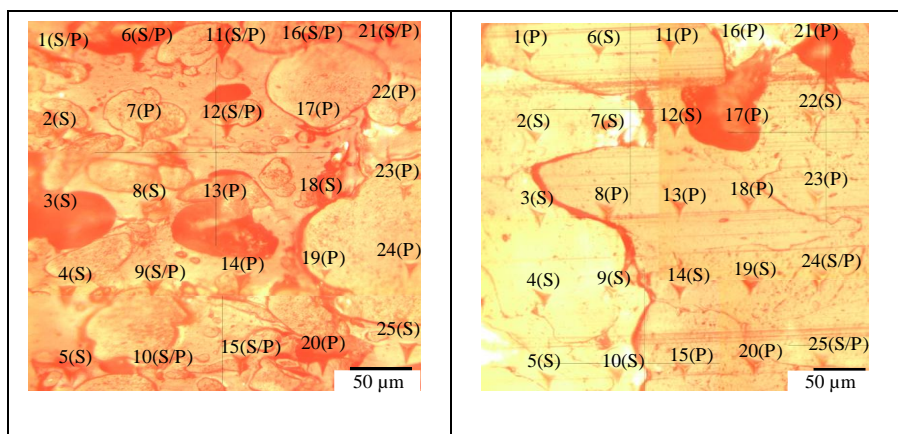 1(S/P) 6(S/P) 11(S/P) 16(S/P) 21(S/P)
2(S) 7(P) 12(S/P) 17(P) 22(P)
3(S) 8(S) 13(P) 18(S) 23(P)
4(S) 9(S/P) 14(P) 19(P) 24(P)
5(S) 10(S/P) 15(S/P) 20(P) 25(S)
50 µm
1(P) 6(S) 11(P) 16(P) 21(P)
2(S) 7(S) 12(S) 17(P) 22(S)
3(S) 8(P) 13(P) 18(P) 23(P)
4(S) 9(S) 14(S) 19(S) 24(S/P)
5(S) 10(S) 15(P) 20(P) 25(S/P)
50 µm